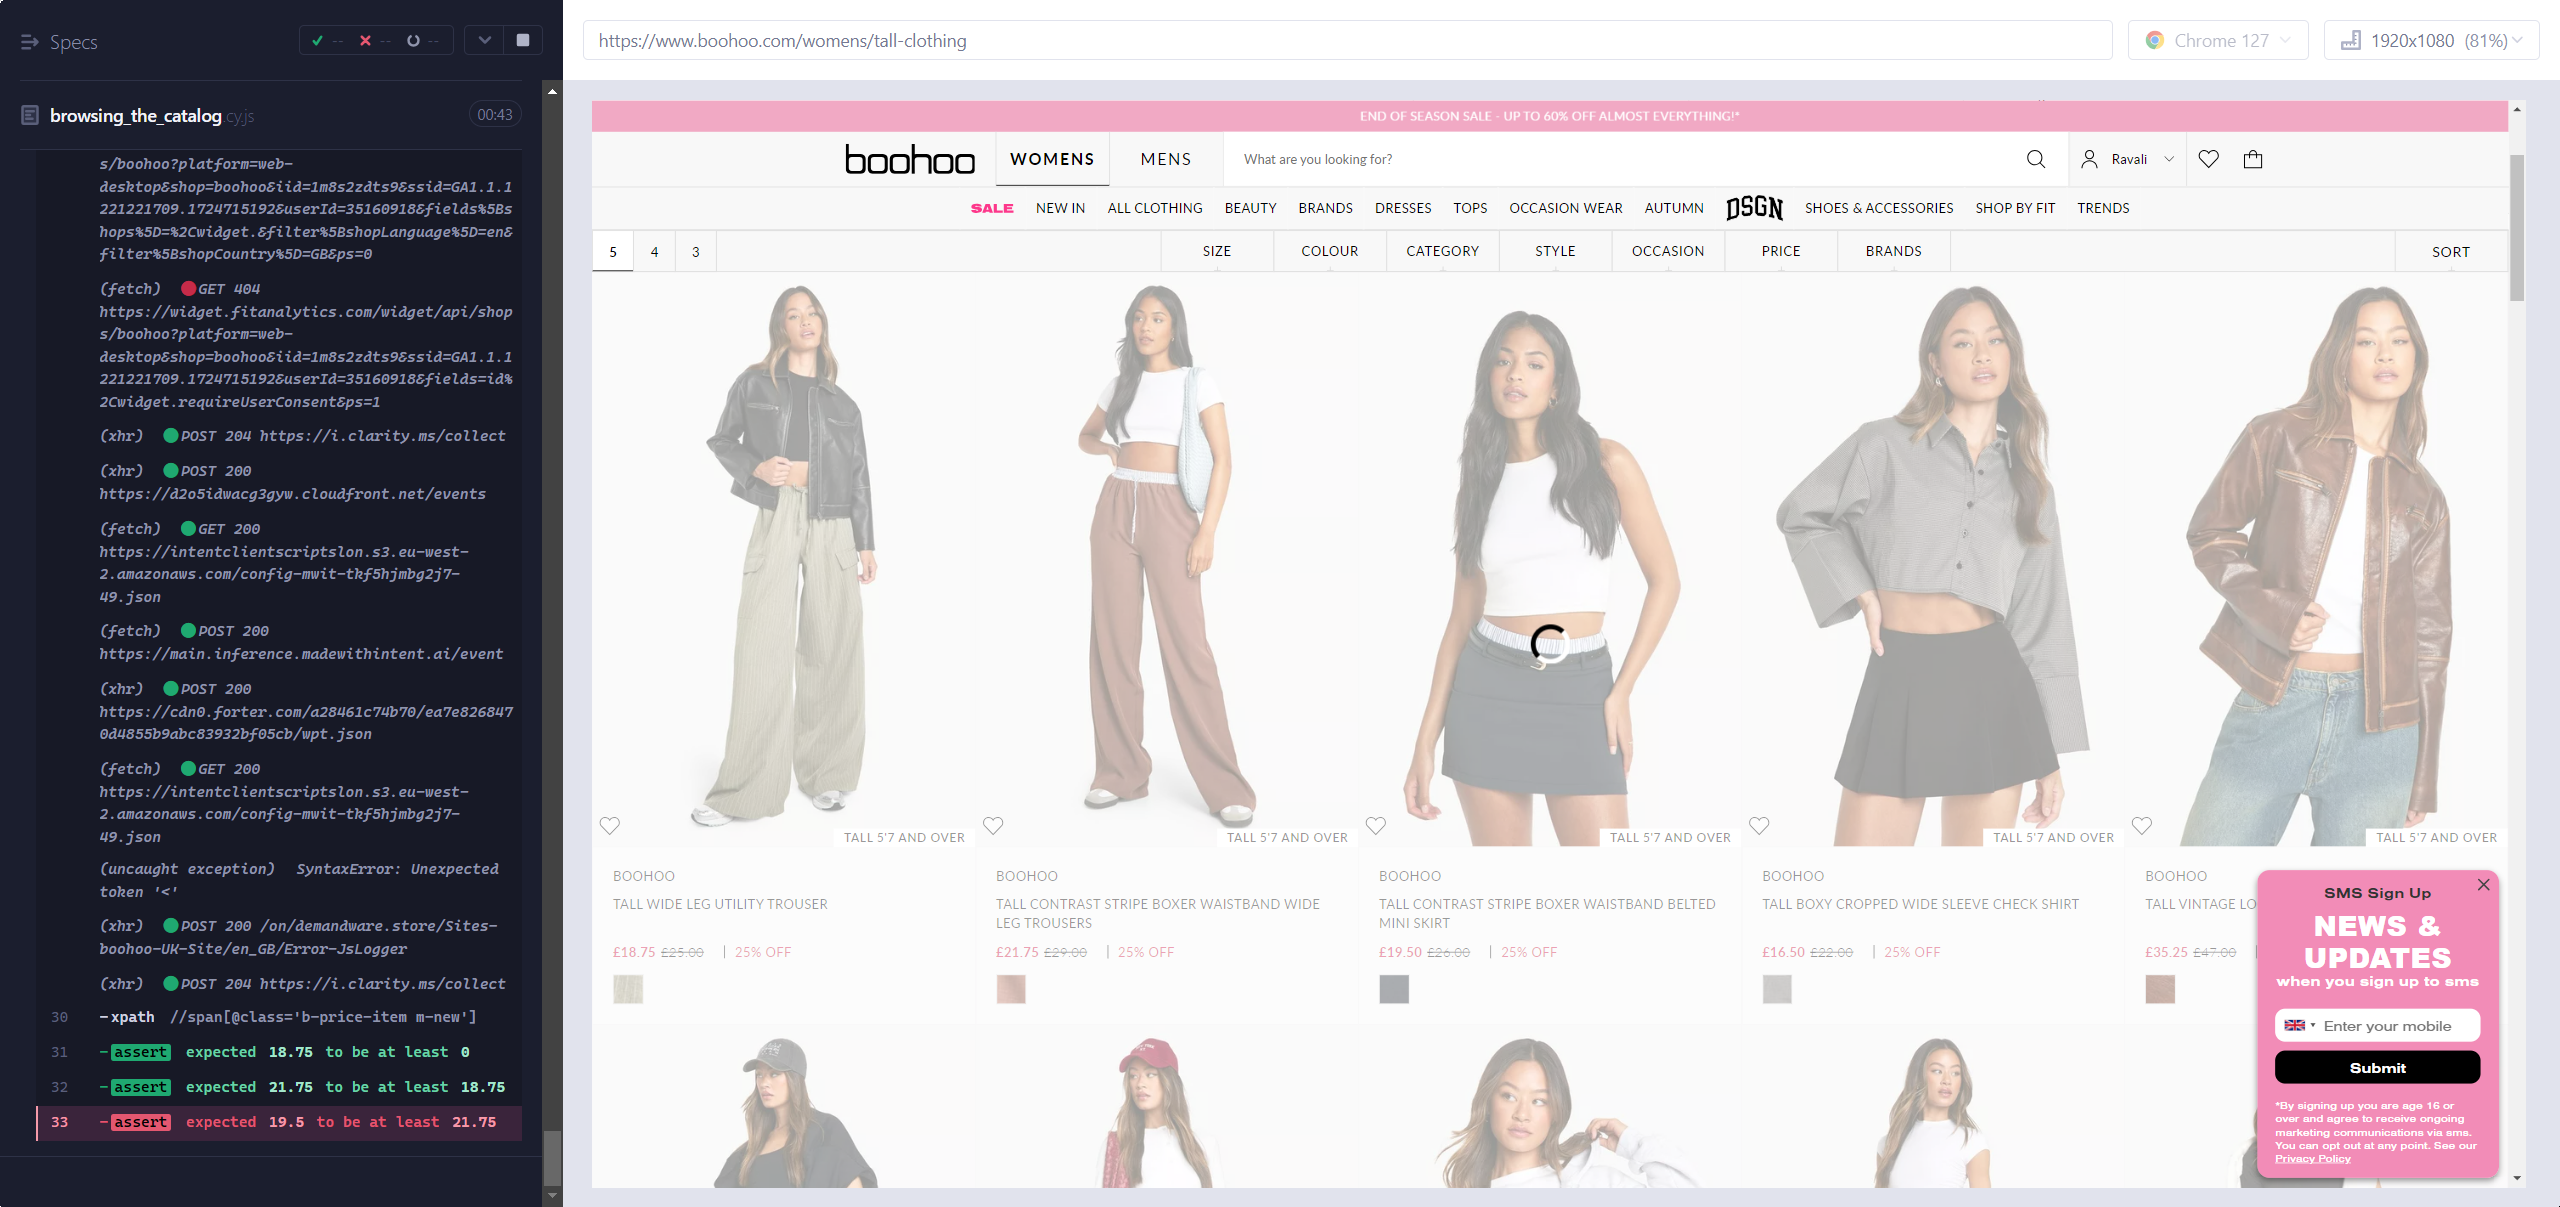 Specs
-- -- --
browsing_the_catalog.cy.js 00:43
s/boohoo?platform=web-
desktop&shop=boohoo&iid=1m8s2zdts9&ssid=GA1.1.1
221221709.1724715192&userId=35160918&fields%5Bs
hops%5D=%2Cwidget.&filter%5BshopLanguage%5D=en&
filter%5BshopCountry%5D=GB&ps=0
(fetch) GET 404
https://widget.fitanalytics.com/widget/api/shop
s/boohoo?platform=web-
desktop&shop=boohoo&iid=1m8s2zdts9&ssid=GA1.1.1
221221709.1724715192&userId=35160918&fields=id%
2Cwidget.requireUserConsent&ps=1
(xhr) POST 204 https://i.clarity.ms/collect
(xhr) POST 200
https://d2o5idwacg3gyw.cloudfront.net/events
(fetch) GET 200
https://intentclientscriptslon.s3.eu-west-
2.amazonaws.com/config-mwit-tkf5hjmbg2j7-
49.json
(fetch) POST 200
https://main.inference.madewithintent.ai/event
(xhr) POST 200
https://cdn0.forter.com/a28461c74b70/ea7e826847
0d4855b9abc83932bf05cb/wpt.json
(fetch) GET 200
https://intentclientscriptslon.s3.eu-west-
2.amazonaws.com/config-mwit-tkf5hjmbg2j7-
49.json
(uncaught exception) SyntaxError: Unexpected
token '<'
(xhr) POST 200 /on/demandware.store/Sites-
boohoo-UK-Site/en_GB/Error-JsLogger
(xhr) POST 204 https://i.clarity.ms/collect
30 -xpath //span[@class='b-price-item m-new']
31 -assert expected 18.75 to be at least 0
32 -assert expected 21.75 to be at least 18.75
33 -assert expected 19.5 to be at least 21.75
https://www.boohoo.com/womens/tall-clothing
Chrome 127
1920x1080 (81%)
END OF SEASON SALE - UP TO 60% OFF ALMOST EVERYTHING!*
boohoo WOMENS MENS What are you looking for? Ravali
SALE NEW IN ALL CLOTHING BEAUTY BRANDS DRESSES TOPS OCCASION WEAR AUTUMN DSGN SHOES & ACCESSORIES SHOP BY FIT TRENDS
5 4 3 SIZE COLOUR CATEGORY STYLE OCCASION PRICE BRANDS SORT
TALL 5'7 AND OVER
BOOHOO
TALL WIDE LEG UTILITY TROUSER
£18.75 £25.00 | 25% OFF
TALL 5'7 AND OVER
BOOHOO
TALL CONTRAST STRIPE BOXER WAISTBAND WIDE
LEG TROUSERS
£21.75 £29.00 | 25% OFF
TALL 5'7 AND OVER
BOOHOO
TALL CONTRAST STRIPE BOXER WAISTBAND BELTED
MINI SKIRT
£19.50 £26.00 | 25% OFF
TALL 5'7 AND OVER
BOOHOO
TALL BOXY CROPPED WIDE SLEEVE CHECK SHIRT
£16.50 £22.00 | 25% OFF
TALL 5'7 AND OVER
BOOHOO
TALL VINTAGE LO
£35.25 £47.00 |
SMS Sign Up
NEWS &
UPDATES
when you sign up to sms
Enter your mobile
Submit
*By signing up you are age 16 or
over and agree to receive ongoing
marketing communications via sms.
You can opt out at any point. See our
Privacy Policy